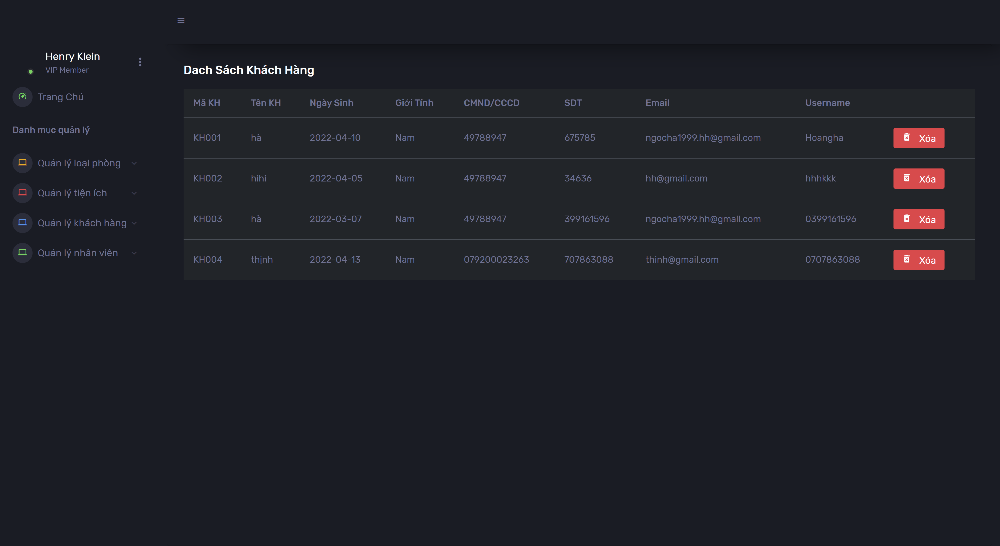 Henry Klein
VIP Member
Trang Chủ
Danh mục quản lý
Quản lý loại phòng
Quản lý tiện ích
Quản lý khách hàng
Quản lý nhân viên
Dach Sách Khách Hàng
Mã KH Tên KH Ngày Sinh Giới Tính CMND/CCCD SDT Email Username
KH001 hà 2022-04-10 Nam 49788947 675785 ngocha1999.hh@gmail.com Hoangha Xóa
KH002 hihi 2022-04-05 Nam 49788947 34636 hh@gmail.com hhhkkk Xóa
KH003 hà 2022-03-07 Nam 49788947 399161596 ngocha1999.hh@gmail.com 0399161596 Xóa
KH004 thịnh 2022-04-13 Nam 079200023263 707863088 thinh@gmail.com 0707863088 Xóa